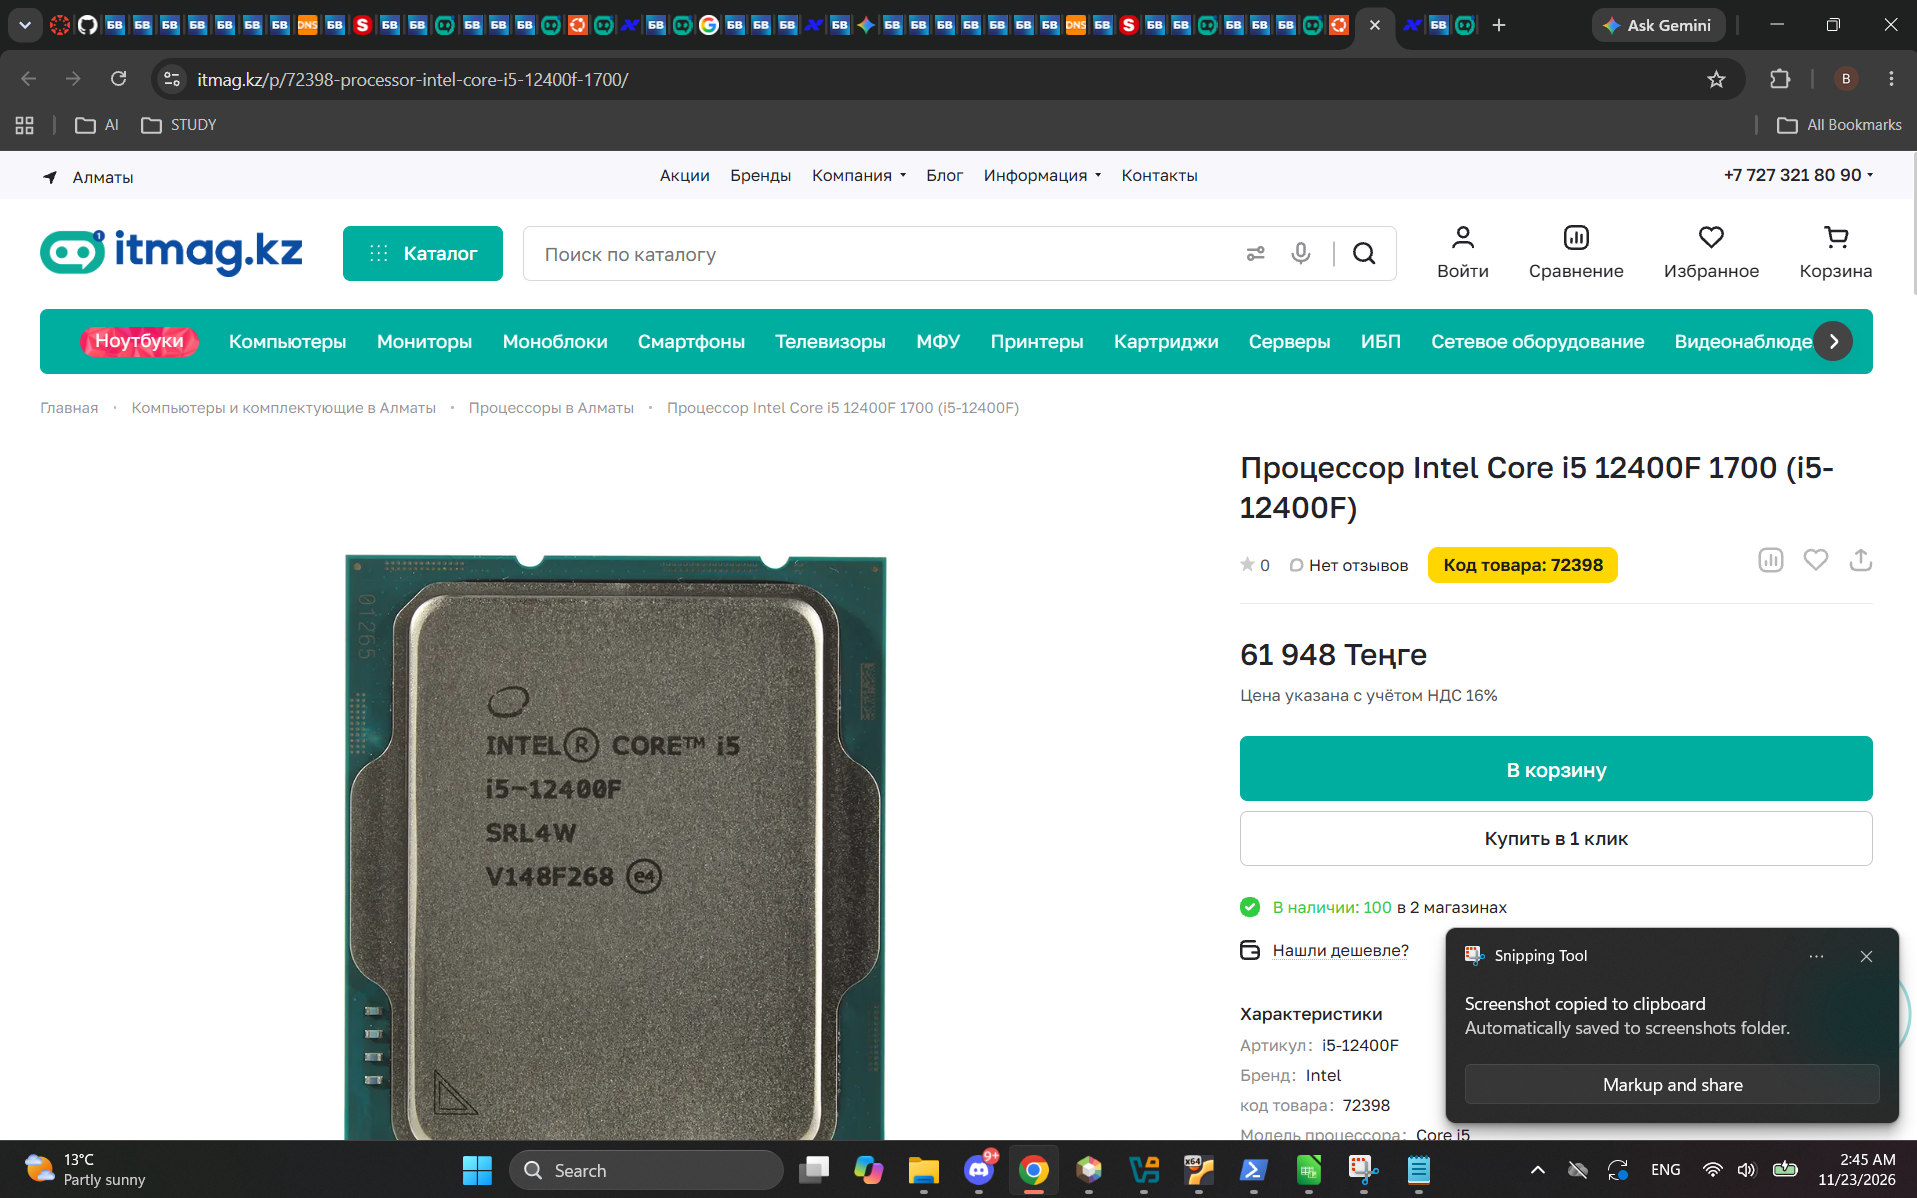 Ask Gemini
itmag.kz/p/72398-processor-intel-core-i5-12400f-1700/
B
AI
STUDY
All Bookmarks
Алматы
Акции
Бренды
Компания
Блог
Информация
Контакты
+7 727 321 80 90
itmag.kz
Каталог
Поиск по каталогу
Войти
Сравнение
Избранное
Корзина
Ноутбуки
Компьютеры
Мониторы
Моноблоки
Смартфоны
Телевизоры
МФУ
Принтеры
Картриджи
Серверы
ИБП
Сетевое оборудование
Видеонаблюде
Главная
Компьютеры и комплектующие в Алматы
Процессоры в Алматы
Процессор Intel Core i5 12400F 1700 (i5-12400F)
Процессор Intel Core i5 12400F 1700 (i5-
12400F)
0
Нет отзывов
Код товара: 72398
61 948 Теңге
Цена указана с учётом НДС 16%
В корзину
Купить в 1 клик
В наличии: 100 в 2 магазинах
Нашли дешевле?
Характеристики
Артикул: i5-12400F
Бренд: Intel
код товара: 72398
Модель процессора: Core i5
01265
INTEL® CORE™ i5
i5-12400F
SRL4W
V148F268 e4
Snipping Tool
Screenshot copied to clipboard
Automatically saved to screenshots folder.
Markup and share
13°C
Partly sunny
Search
9+
ENG
2:45 AM
11/23/2026